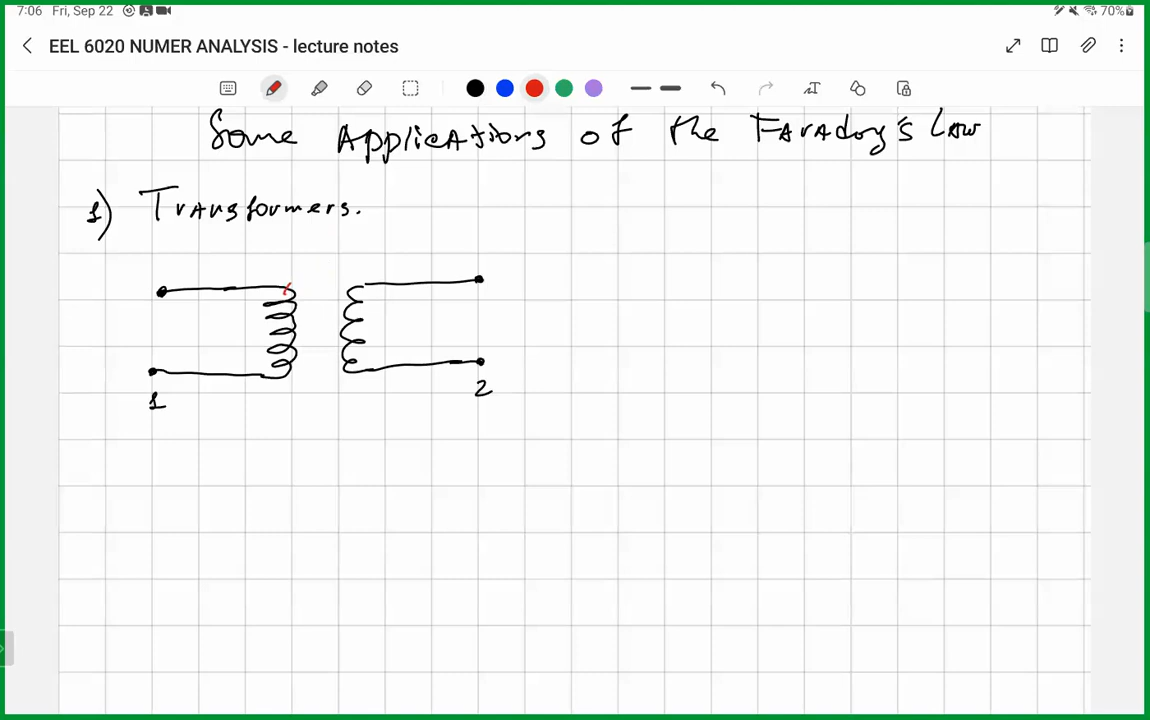 7:06 Fri, Sep 22
70%
EEL 6020 NUMER ANALYSIS - lecture notes
Some Applications of the Faraday's Law
1) Transformers.
1
2